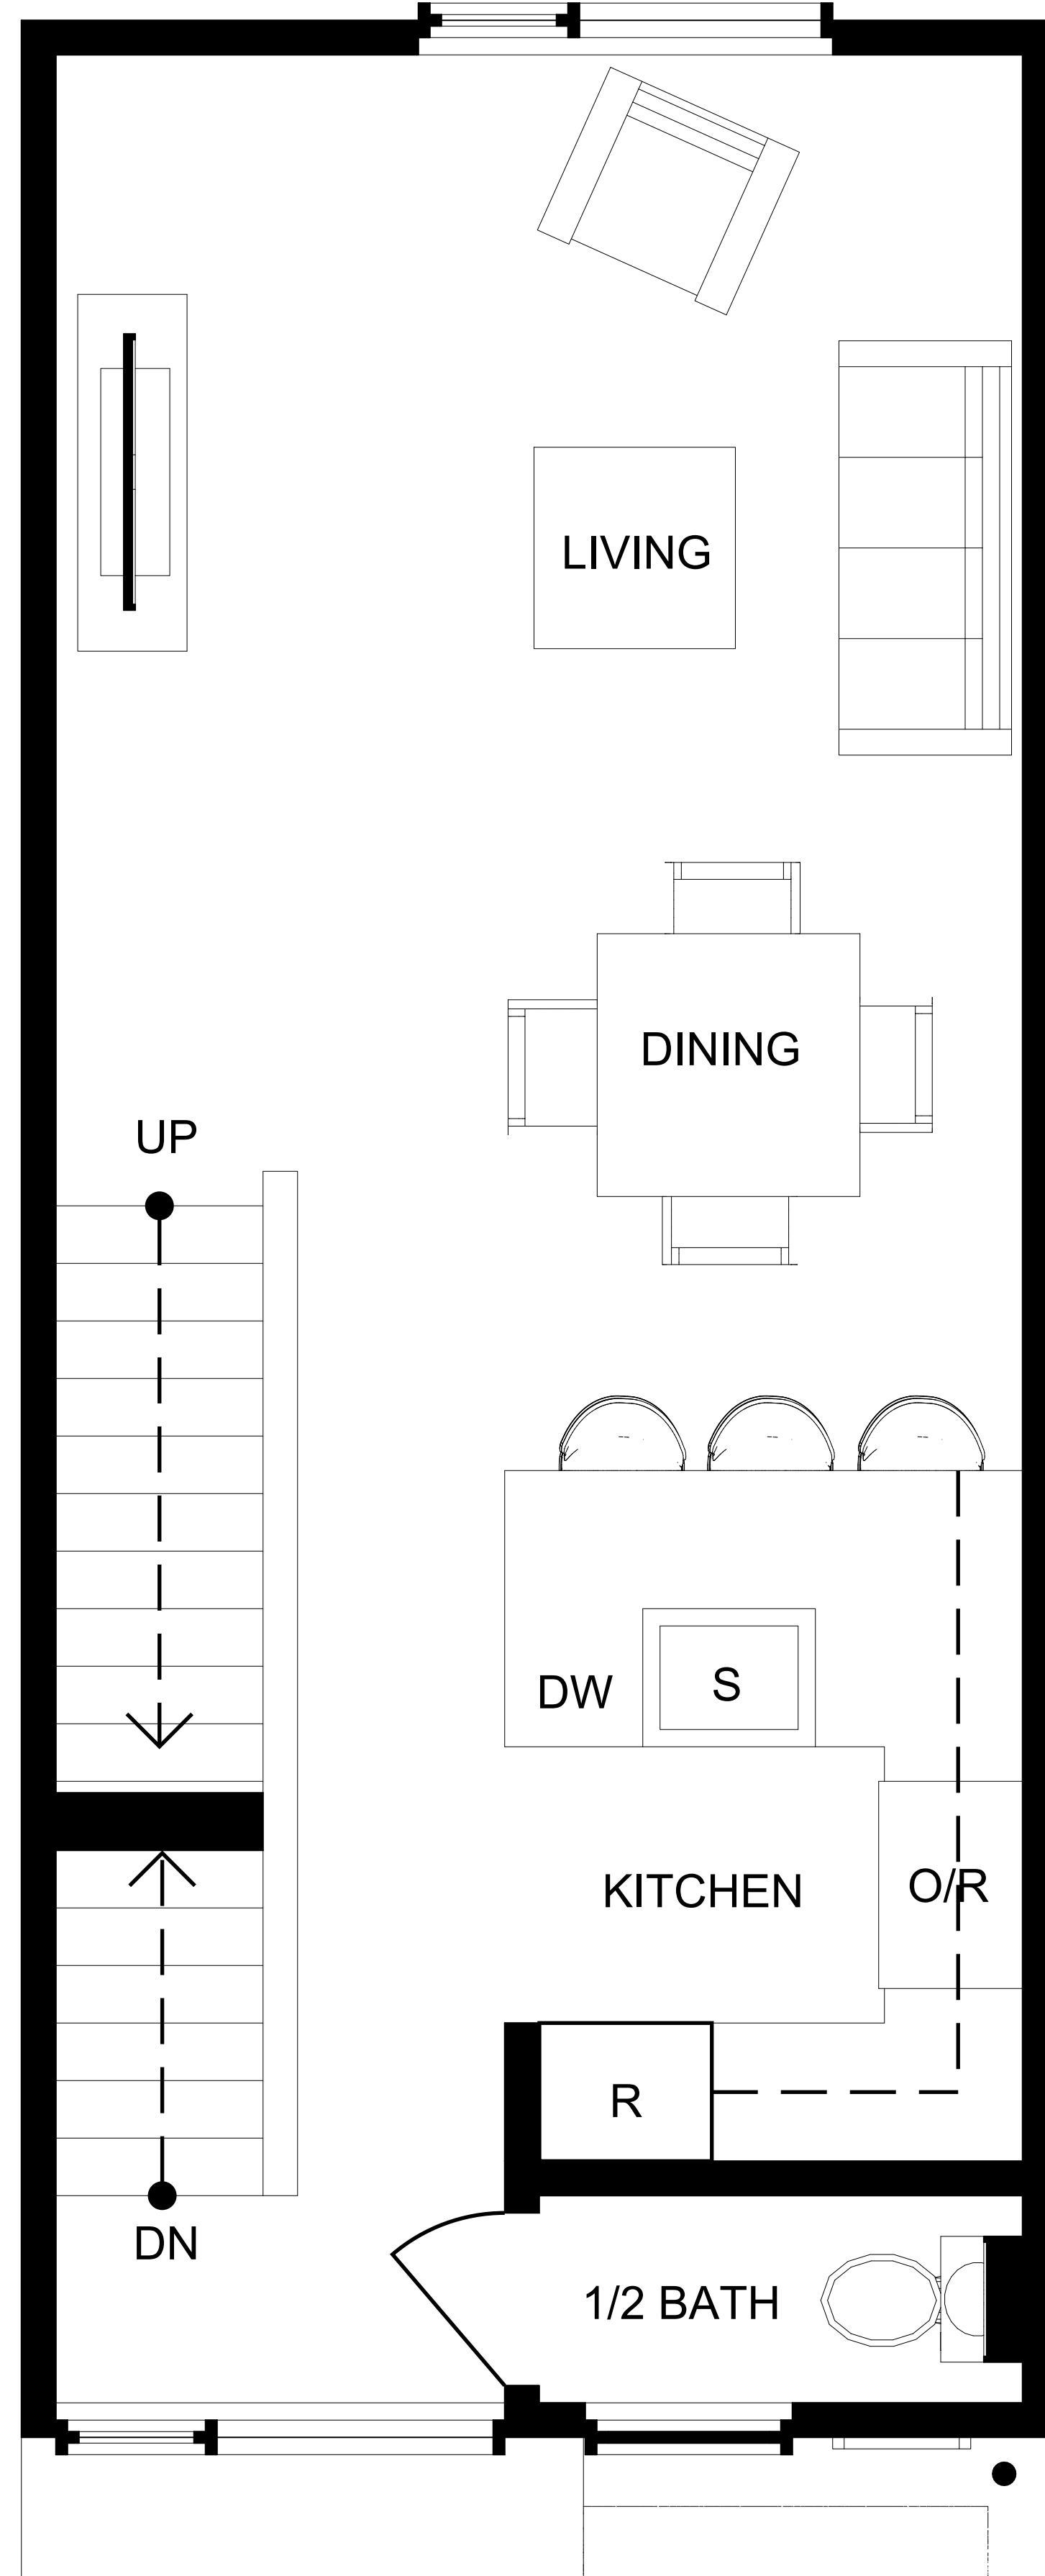 LIVING
DINING
UP
DW
S
KITCHEN
O/R
R
DN
1/2 BATH